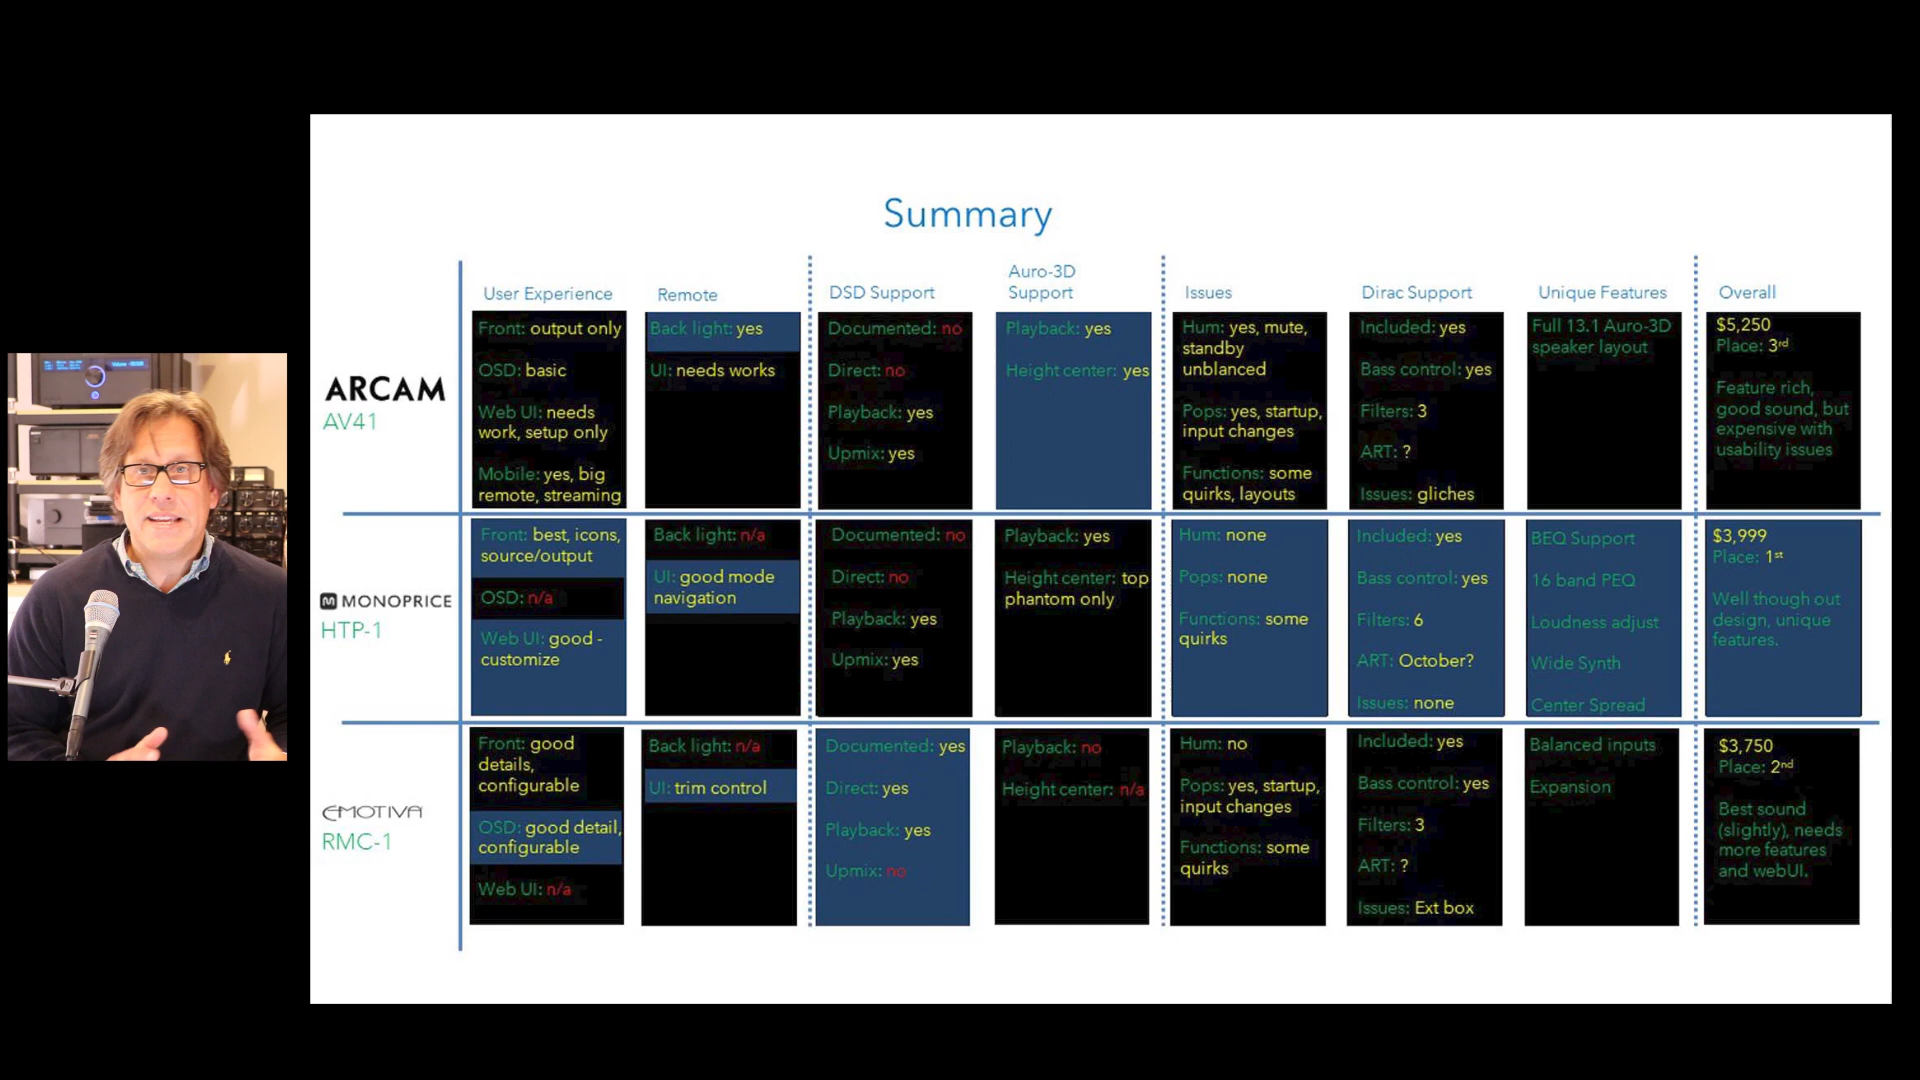 Summary
User Experience
Remote
DSD Support
Auro-3D
Support
Issues
Dirac Support
Unique Features
Overall
ARCAM
AV41
Front: output only
OSD: basic
Web UI: needs
work, setup only
Mobile: yes, big
remote, streaming
Back light: yes
UI: needs works
Documented: no
Direct: no
Playback: yes
Upmix: yes
Playback: yes
Height center: yes
Hum: yes, mute,
standby
unblanced
Pops: yes, startup,
input changes
Functions: some
quirks, layouts
Included: yes
Bass control: yes
Filters: 3
ART: ?
Issues: gliches
Full 13.1 Auro-3D
speaker layout
$5,250
Place: 3rd
Feature rich,
good sound, but
expensive with
usability issues
MONOPRICE
HTP-1
Front: best, icons,
source/output
OSD: n/a
Web UI: good -
customize
Back light: n/a
UI: good mode
navigation
Documented: no
Direct: no
Playback: yes
Upmix: yes
Playback: yes
Height center: top
phantom only
Hum: none
Pops: none
Functions: some
quirks
Included: yes
Bass control: yes
Filters: 6
ART: October?
Issues: none
BEQ Support
16 band PEQ
Loudness adjust
Wide Synth
Center Spread
$3,999
Place: 1st
Well though out
design, unique
features.
EMOTIVA
RMC-1
Front: good
details,
configurable
OSD: good detail,
configurable
Web UI: n/a
Back light: n/a
UI: trim control
Documented: yes
Direct: yes
Playback: yes
Upmix: no
Playback: no
Height center: n/a
Hum: no
Pops: yes, startup,
input changes
Functions: some
quirks
Included: yes
Bass control: yes
Filters: 3
ART: ?
Issues: Ext box
Balanced inputs
Expansion
$3,750
Place: 2nd
Best sound
(slightly), needs
more features
and webUI.